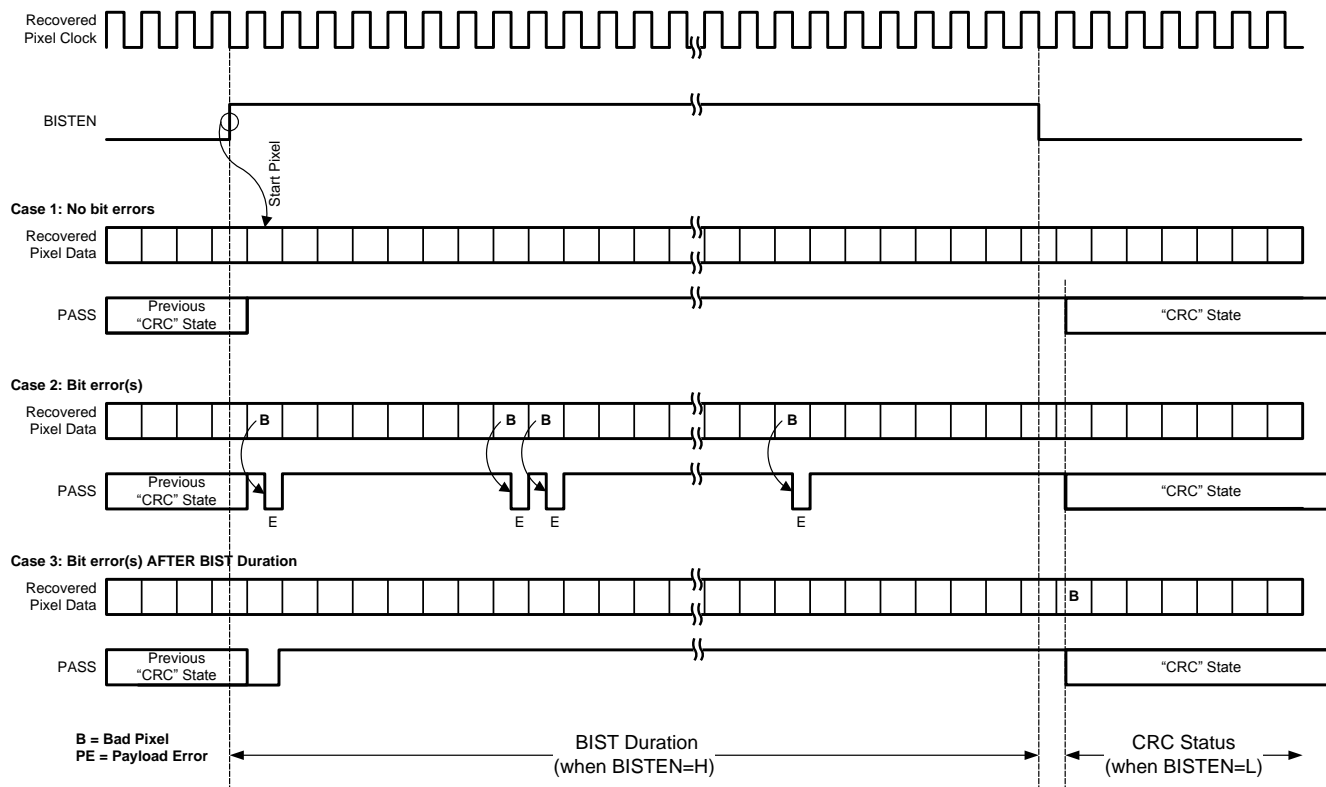 Recovered
Pixel Clock
BISTEN
Start Pixel
Case 1: No bit errors
Recovered
Pixel Data
PASS
Previous
“CRC” State
“CRC” State
Case 2: Bit error(s)
Recovered
Pixel Data
B
B
B
B
PASS
Previous
“CRC” State
“CRC” State
E
E
E
E
Case 3: Bit error(s) AFTER BIST Duration
Recovered
Pixel Data
B
PASS
Previous
“CRC” State
“CRC” State
B = Bad Pixel
PE = Payload Error
BIST Duration
(when BISTEN=H)
CRC Status
(when BISTEN=L)